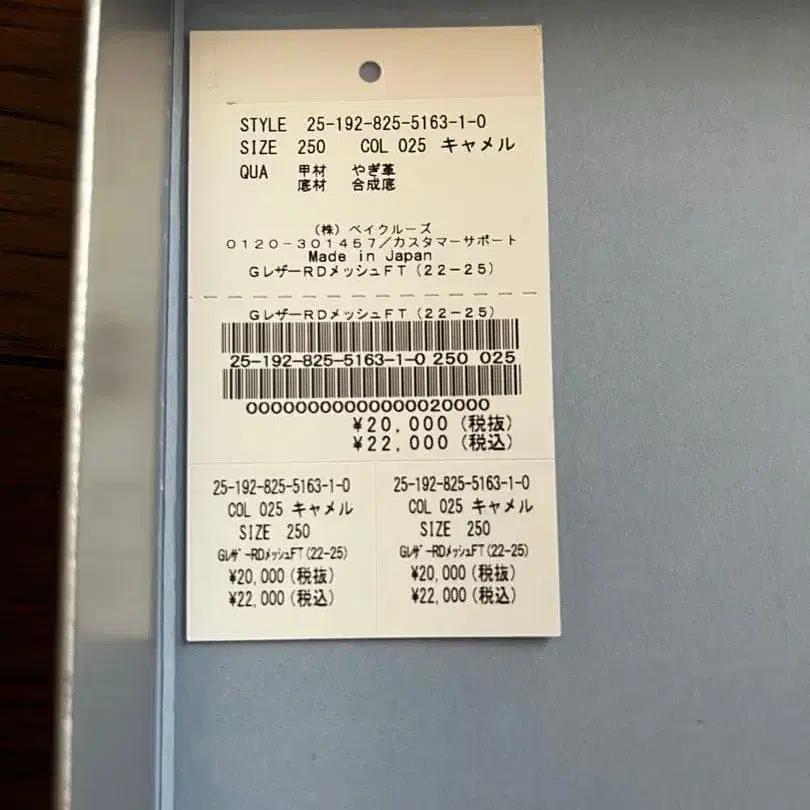 STYLE 25-192-825-5163-1-0
SIZE 250 COL 025 キャメル
QUA 甲材 やぎ革
底材 合成底
(株)ベイクルーズ
0120-301457/カスタマーサポート
Made in Japan
GレザーRDメッシュFT(22-25)
GレザーRDメッシュFT(22-25)
25-192-825-5163-1-0 250 025
00000000000000020000
¥20,000(税抜)
¥22,000(税込)
25-192-825-5163-1-0
COL 025 キャメル
SIZE 250
Gレザ-RDメッシュFT(22-25)
¥20,000(税抜)
¥22,000(税込)
25-192-825-5163-1-0
COL 025 キャメル
SIZE 250
Gレザ-RDメッシュFT(22-25)
¥20,000(税抜)
¥22,000(税込)